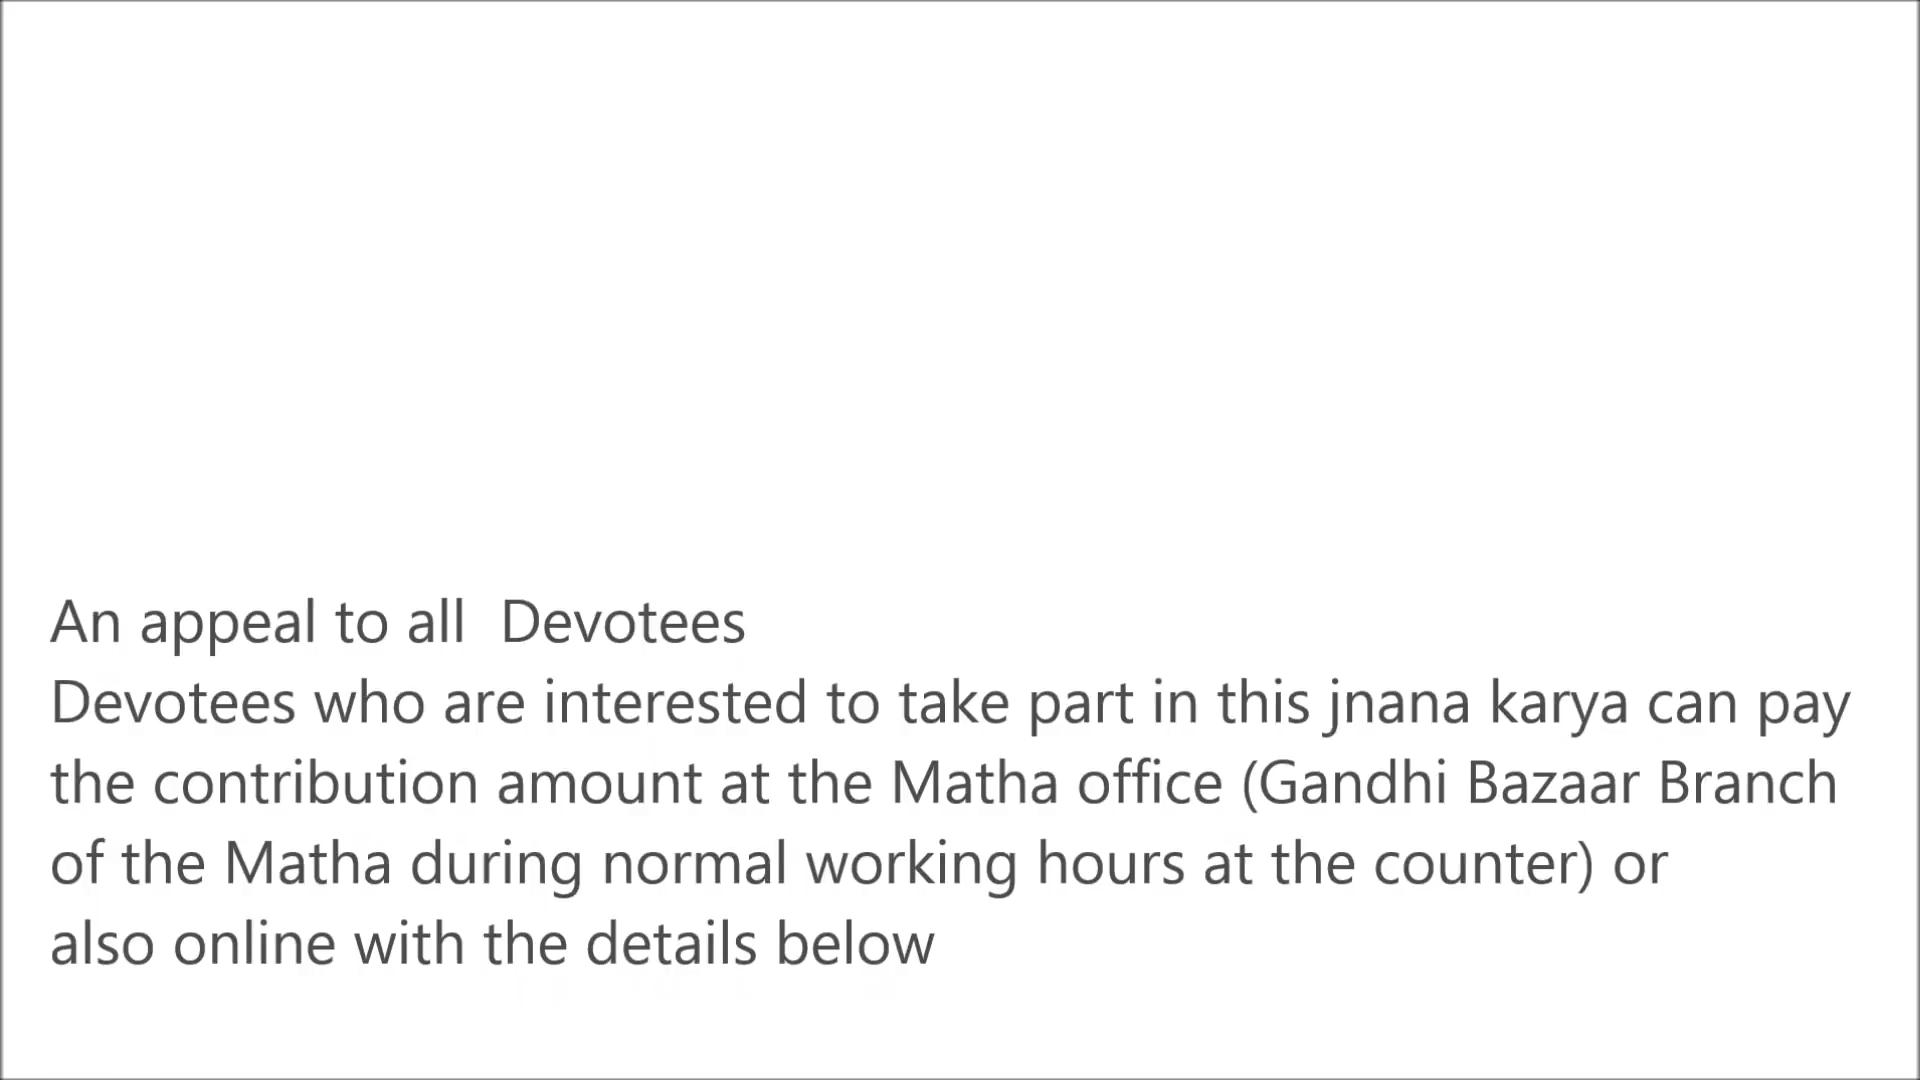 An appeal to all  Devotees
Devotees who are interested to take part in this jnana karya can pay
the contribution amount at the Matha office (Gandhi Bazaar Branch
of the Matha during normal working hours at the counter) or
also online with the details below